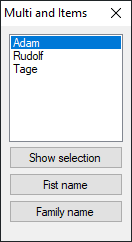 Multi and Items
Adam
Rudolf
Tage
Show selection
Fist name
Family name